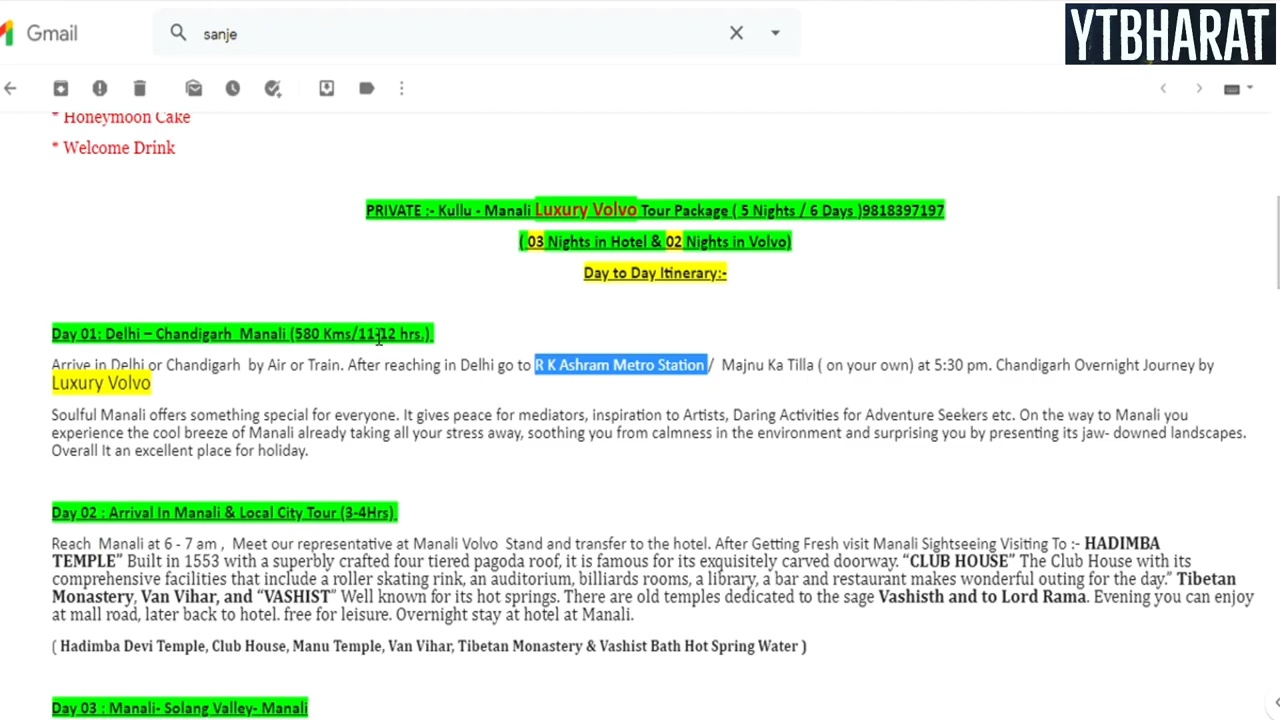 YTBHARAT
Gmail
sanje
* Honeymoon Cake
* Welcome Drink
PRIVATE :- Kullu - Manali Luxury Volvo Tour Package ( 5 Nights / 6 Days )9818397197
( 03 Nights in Hotel & 02 Nights in Volvo)
Day to Day Itinerary:-
Day 01: Delhi – Chandigarh Manali (580 Kms/11-12 hrs.)
Arrive in Delhi or Chandigarh by Air or Train. After reaching in Delhi go to R K Ashram Metro Station / Majnu Ka Tilla ( on your own) at 5:30 pm. Chandigarh Overnight Journey by
Luxury Volvo
Soulful Manali offers something special for everyone. It gives peace for mediators, inspiration to Artists, Daring Activities for Adventure Seekers etc. On the way to Manali you
experience the cool breeze of Manali already taking all your stress away, soothing you from calmness in the environment and surprising you by presenting its jaw- downed landscapes.
Overall It an excellent place for holiday.
Day 02 : Arrival In Manali & Local City Tour (3-4Hrs)
Reach Manali at 6 - 7 am , Meet our representative at Manali Volvo Stand and transfer to the hotel. After Getting Fresh visit Manali Sightseeing Visiting To :- HADIMBA
TEMPLE” Built in 1553 with a superbly crafted four tiered pagoda roof, it is famous for its exquisitely carved doorway. “CLUB HOUSE” The Club House with its
comprehensive facilities that include a roller skating rink, an auditorium, billiards rooms, a library, a bar and restaurant makes wonderful outing for the day.” Tibetan
Monastery, Van Vihar, and “VASHIST” Well known for its hot springs. There are old temples dedicated to the sage Vashisth and to Lord Rama. Evening you can enjoy
at mall road, later back to hotel. free for leisure. Overnight stay at hotel at Manali.
( Hadimba Devi Temple, Club House, Manu Temple, Van Vihar, Tibetan Monastery & Vashist Bath Hot Spring Water )
Day 03 : Manali- Solang Valley- Manali